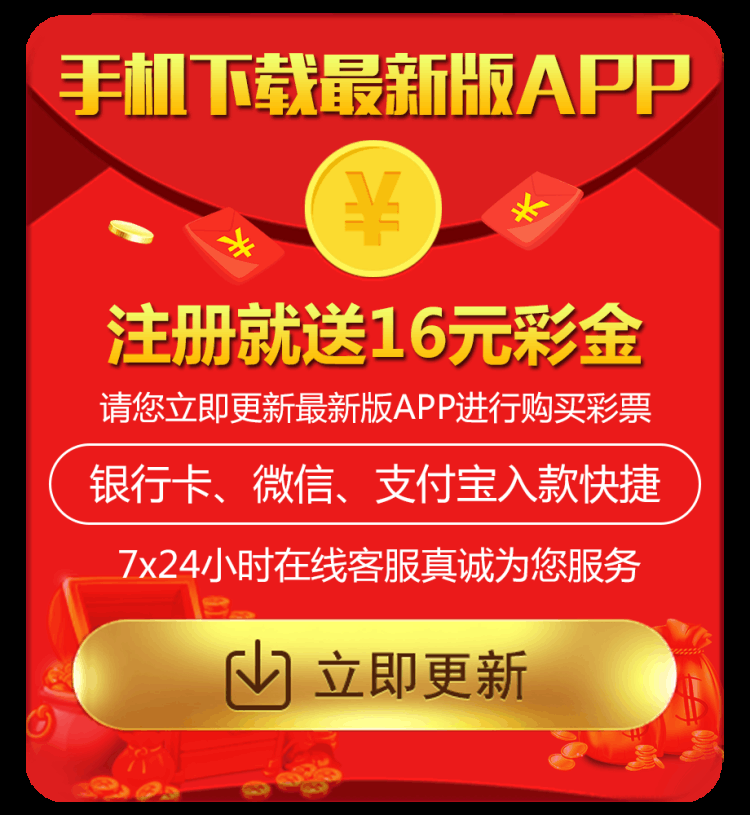 手机下载最新版APP
¥
¥
¥
注册就送16元彩金
请您立即更新最新版APP进行购买彩票
银行卡、微信、支付宝入款快捷
7x24小时在线客服真诚为您服务
立即更新
$